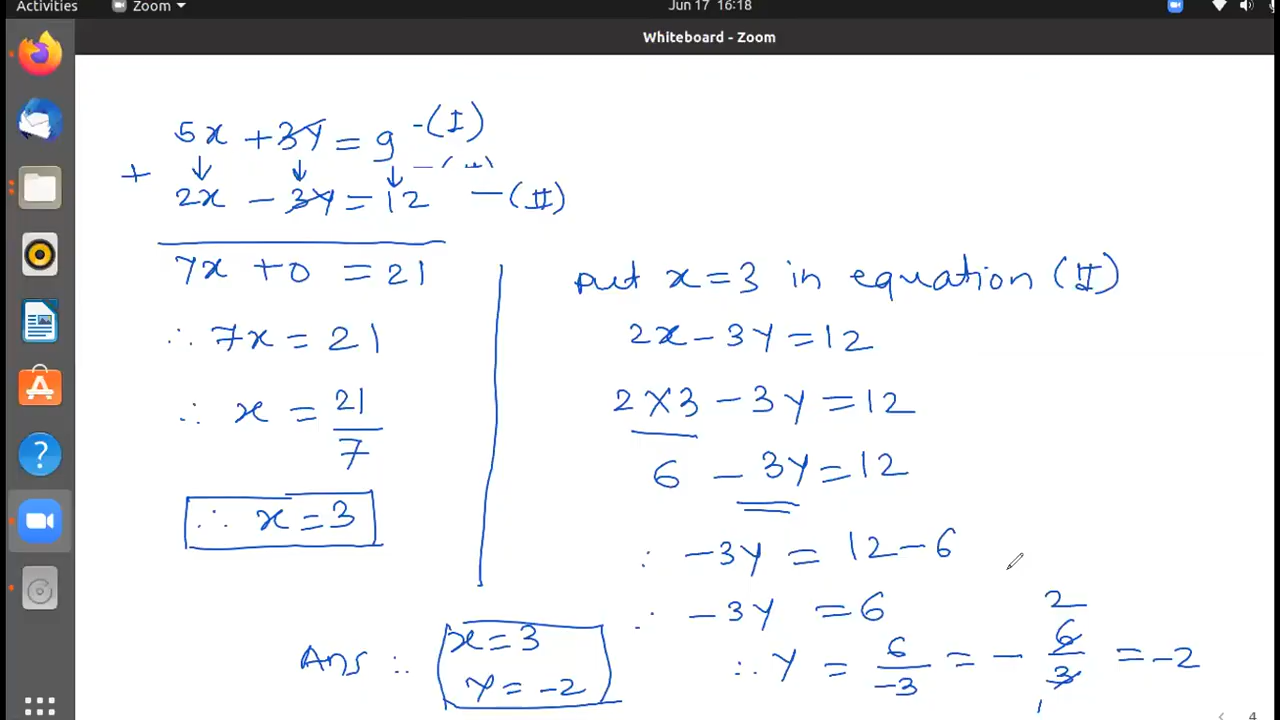 Activities Zoom Jun 17 16:18
Whiteboard - Zoom
5x + 3y = 9 -(I)
+ 2x - 3y = 12 -(II)
7x + 0 = 21
∴ 7x = 21
∴ x = 21/7
∴ x = 3
put x = 3 in equation (II)
2x - 3y = 12
2 x 3 - 3y = 12
6 - 3y = 12
∴ -3y = 12 - 6
∴ -3y = 6
∴ y = 6/-3 = - 6/3 = -2
2
1
Ans ∴ x = 3
y = -2
4